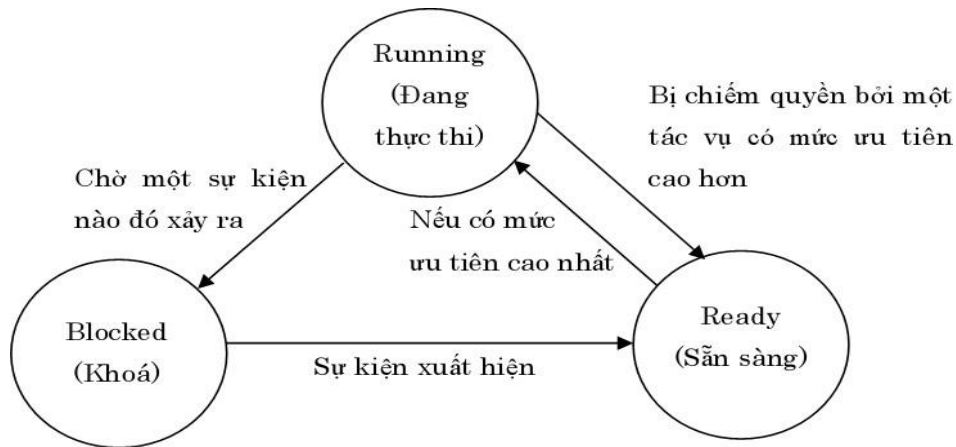 Running
(Đang
thực thi)
Bị chiếm quyền bởi một
tác vụ có mức ưu tiên
cao hơn
Chờ một sự kiện
nào đó xảy ra
Nếu có mức
ưu tiên cao nhất
Blocked
(Khoá)
Ready
(Sẵn sàng)
Sự kiện xuất hiện